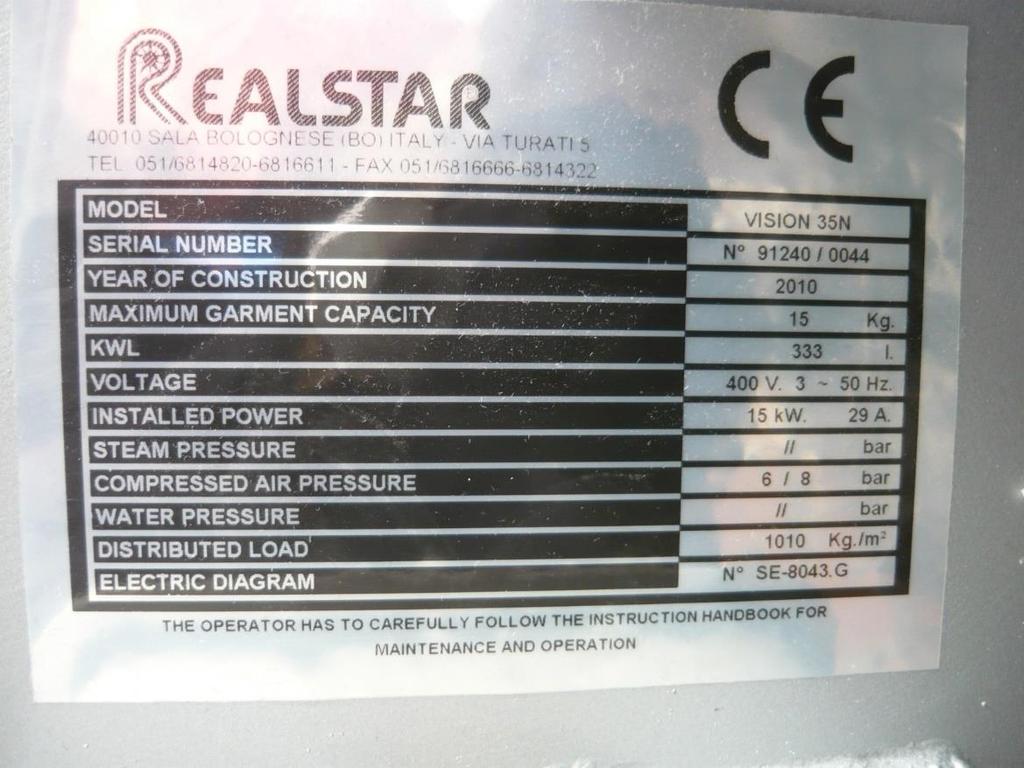 REALSTAR CE
40010 SALA BOLOGNESE (BO) ITALY - VIA TURATI 5
TEL 051/6814820-6816611 - FAX 051/6816666-6814322
MODEL VISION 35N
SERIAL NUMBER N° 91240 / 0044
YEAR OF CONSTRUCTION 2010
MAXIMUM GARMENT CAPACITY 15 Kg.
KWL 333 l.
VOLTAGE 400 V. 3 ~ 50 Hz.
INSTALLED POWER 15 kW. 29 A.
STEAM PRESSURE // bar
COMPRESSED AIR PRESSURE 6 / 8 bar
WATER PRESSURE // bar
DISTRIBUTED LOAD 1010 Kg./m²
ELECTRIC DIAGRAM N° SE-8043.G
THE OPERATOR HAS TO CAREFULLY FOLLOW THE INSTRUCTION HANDBOOK FOR
MAINTENANCE AND OPERATION